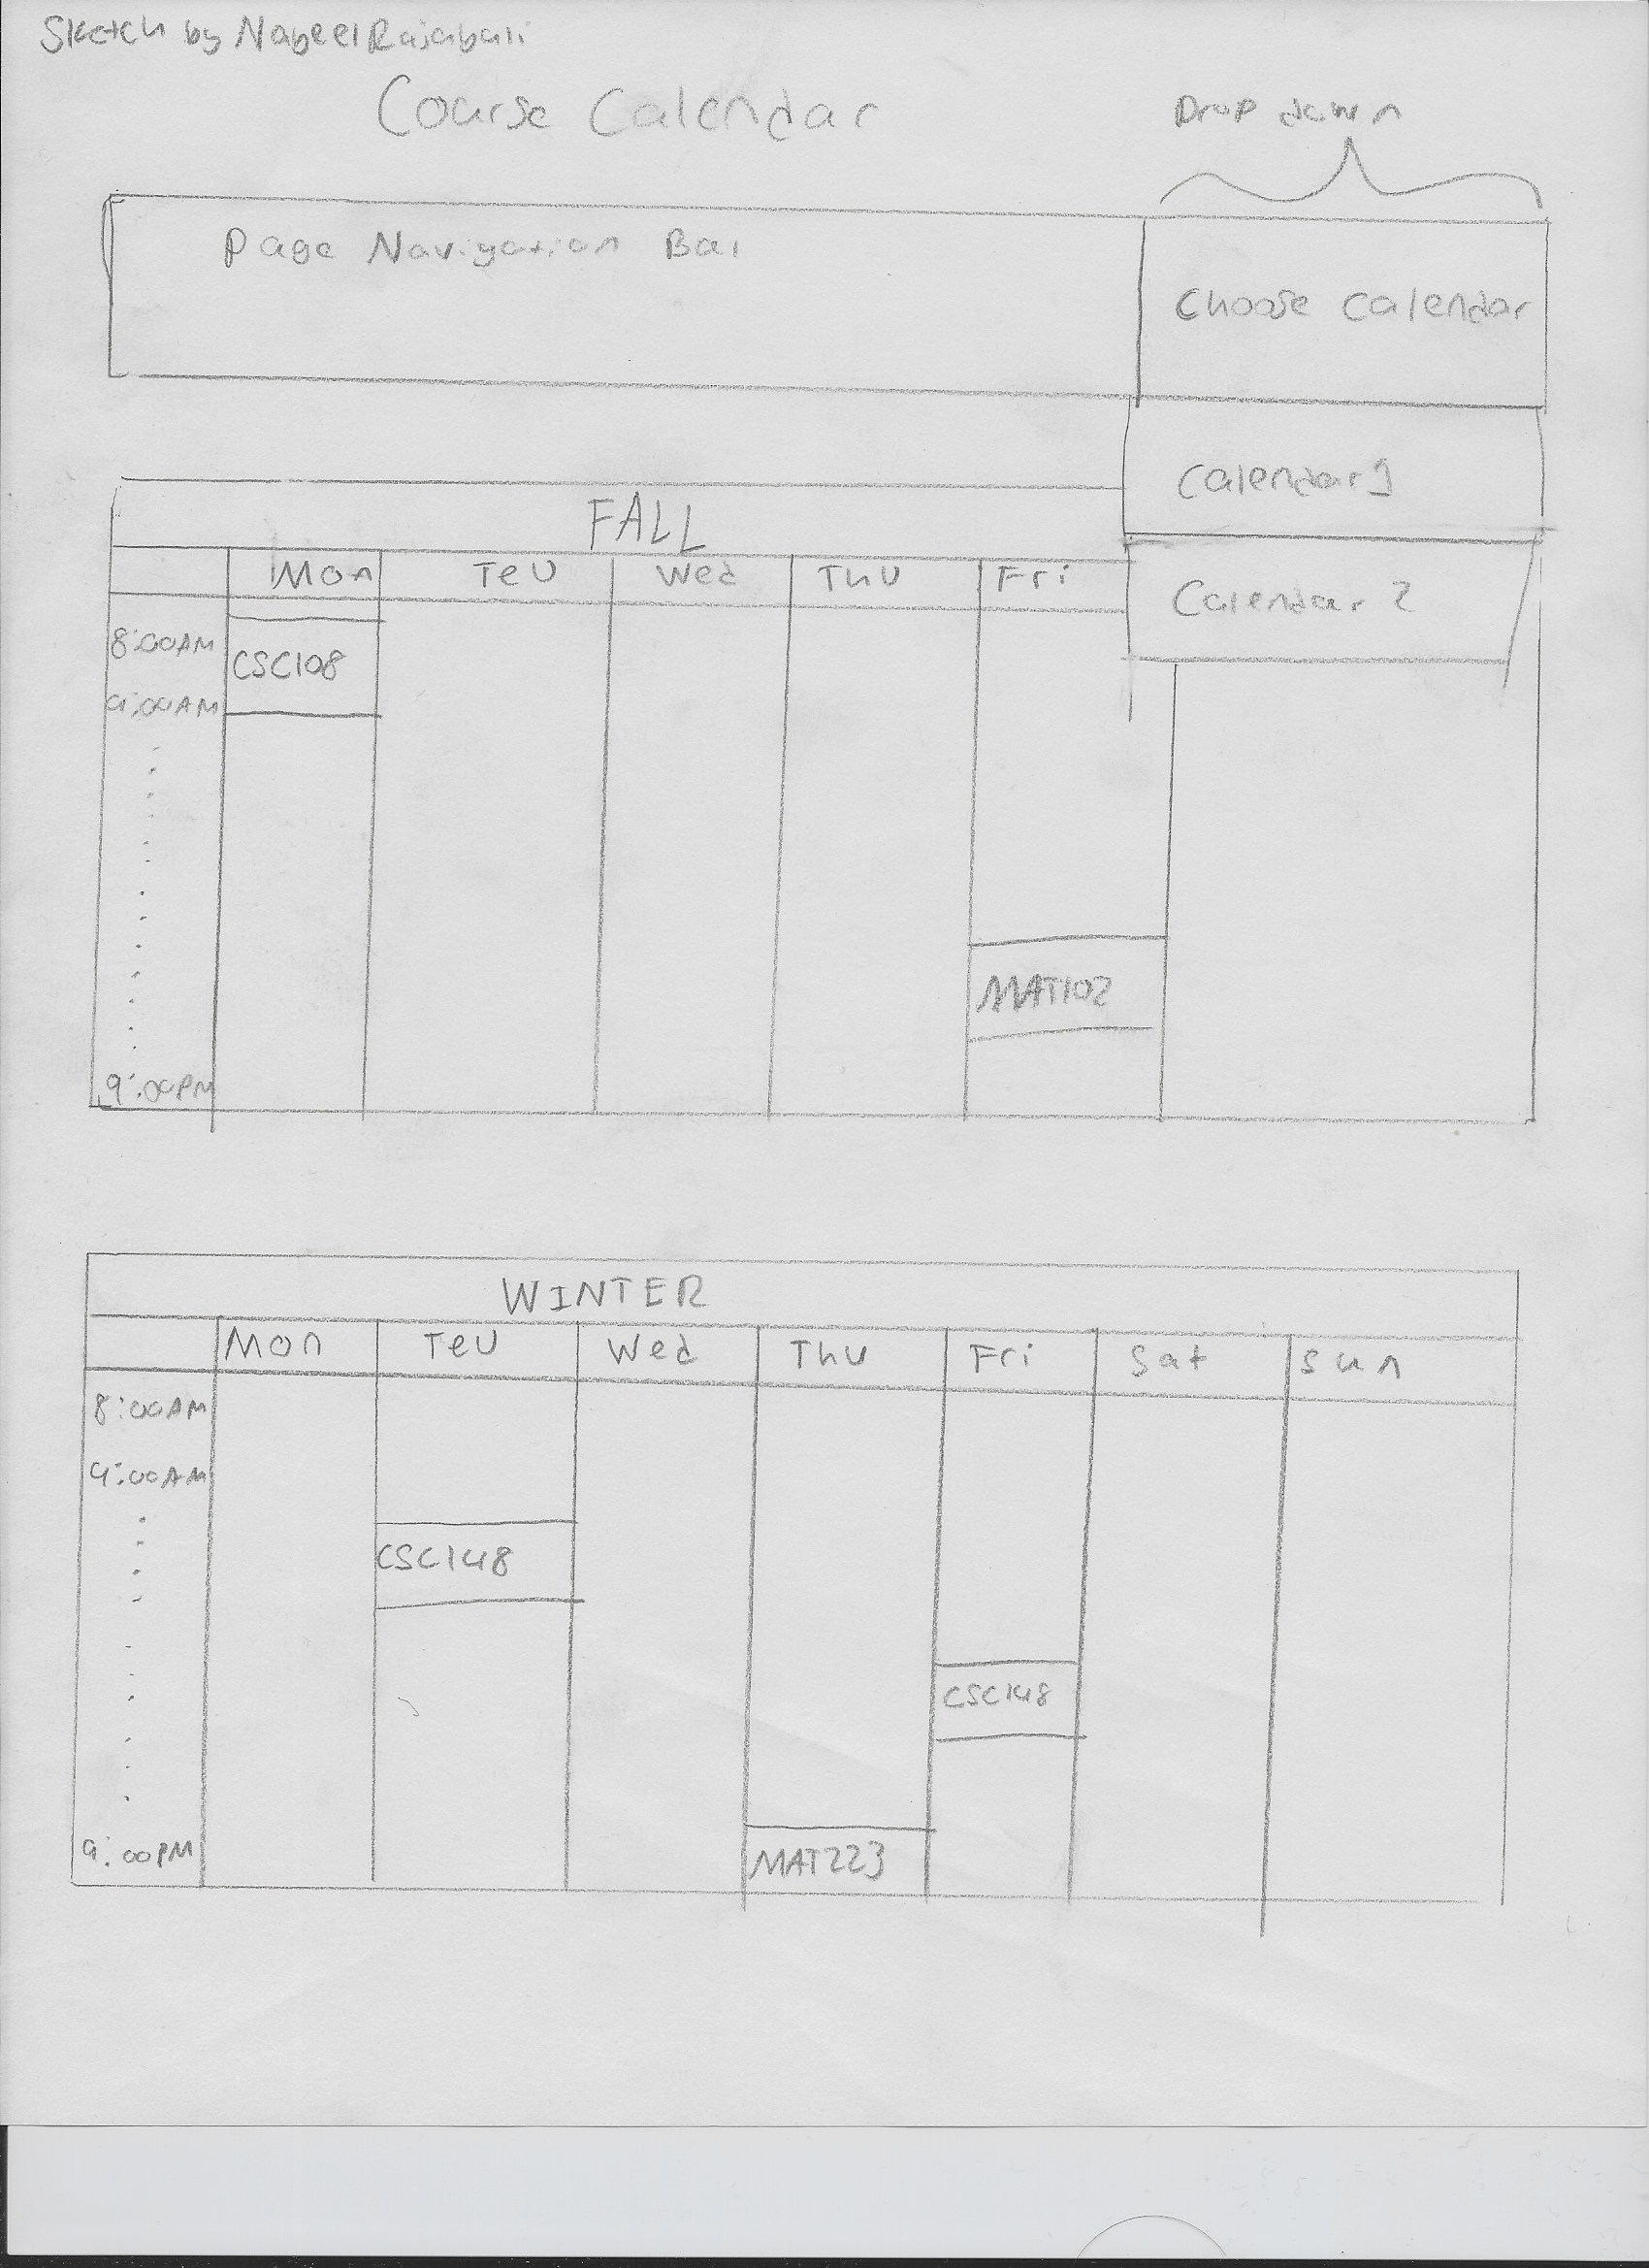 Sketch by Nabeel Rajabali
Course Calendar
Drop down
Page Navigation Bar
Choose Calendar
Calendar 1
Calendar 2
FALL
Mon Teu Wed Thu Fri
8:00AM CSC108
9:00AM
MAT102
9:00PM
WINTER
Mon Teu Wed Thu Fri Sat Sun
8:00AM
9:00AM
CSC148
CSC148
9:00PM MAT223